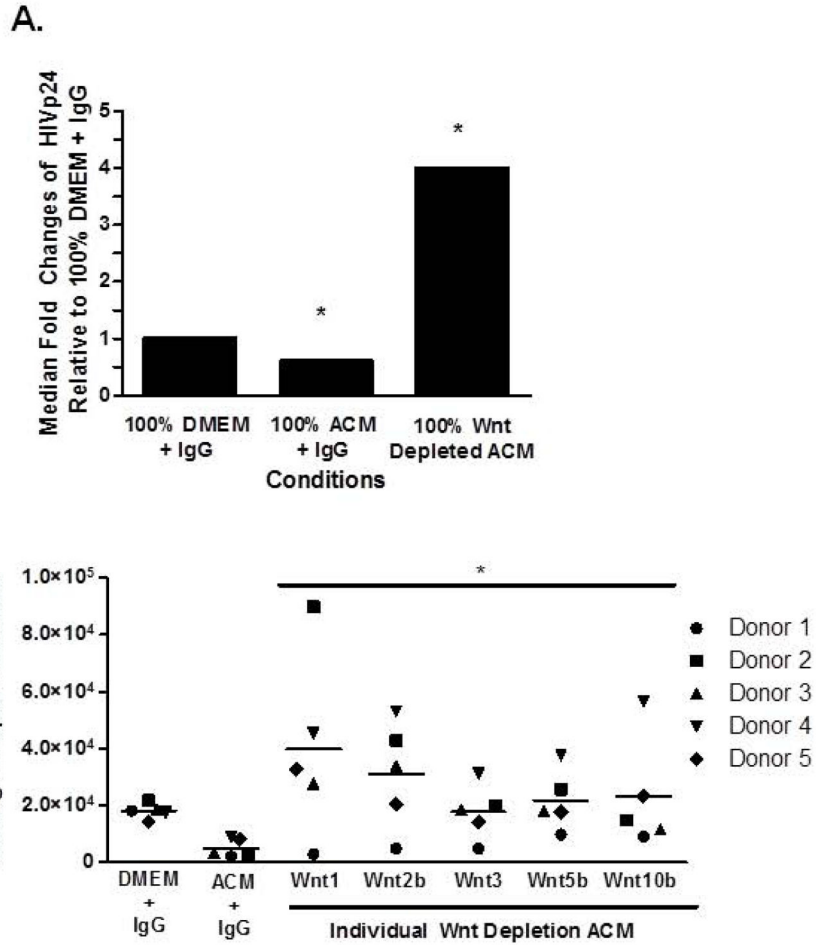 A.
Median Fold Changes of HIVp24
Relative to 100% DMEM + IgG
5
4
3
2
1
0
*
*
100% DMEM
+ IgG
100% ACM
+ IgG
100% Wnt
Depleted ACM
Conditions
1.0×10⁵
8.0×10⁴
6.0×10⁴
4.0×10⁴
2.0×10⁴
0
*
DMEM
+
IgG
ACM
+
IgG
Wnt1
Wnt2b
Wnt3
Wnt5b
Wnt10b
Individual Wnt Depletion ACM
Donor 1
Donor 2
Donor 3
Donor 4
Donor 5